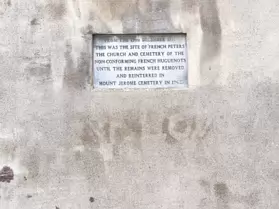 THIS WAS THE SITE OF FRENCH PETERS
THE CHURCH AND CEMETERY OF THE
NON CONFORMING FRENCH HUGUENOTS
UNTIL THE REMAINS WERE REMOVED
AND REINTERRED IN
MOUNT JEROME CEMETERY IN